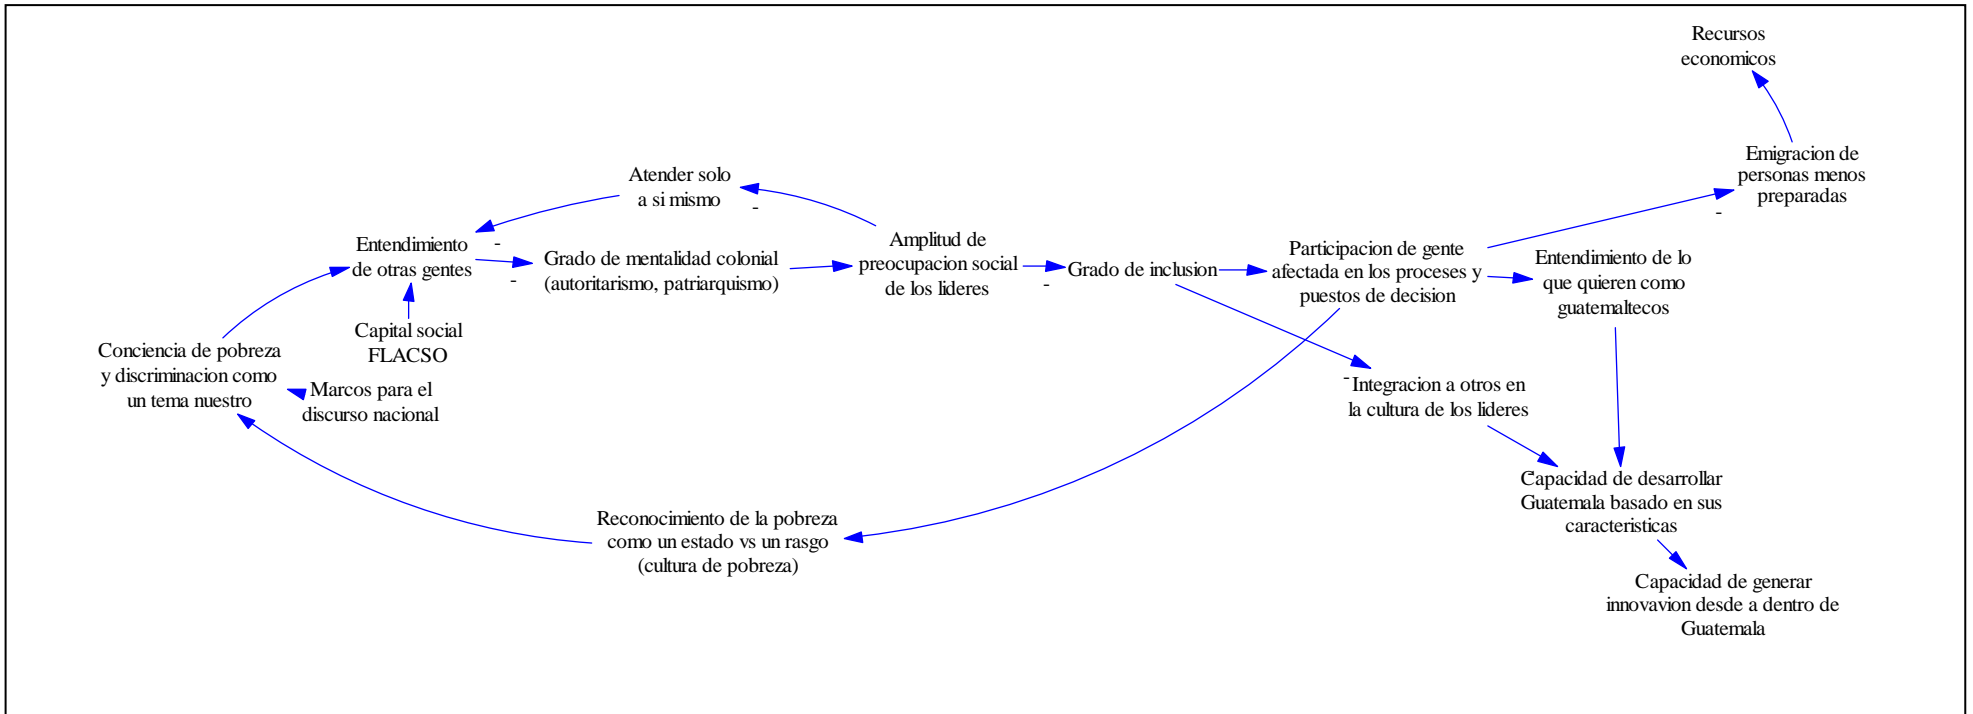 Recursos
economicos
Emigracion de
personas menos
preparadas
-
Atender solo
a si mismo
-
Entendimiento
de otras gentes
-
-
Grado de mentalidad colonial
(autoritarismo, patriarquismo)
Amplitud de
preocupacion social
de los lideres
-
Grado de inclusion
Participacion de gente
afectada en los proceses y
puestos de decision
Entendimiento de lo
que quieren como
guatemaltecos
Capital social
FLACSO
Conciencia de pobreza
y discriminacion como
un tema nuestro
Marcos para el
discurso nacional
-
Integracion a otros en
la cultura de los lideres
Capacidad de desarrollar
Guatemala basado en sus
caracteristicas
Reconocimiento de la pobreza
como un estado vs un rasgo
(cultura de pobreza)
Capacidad de generar
innovavion desde a dentro de
Guatemala